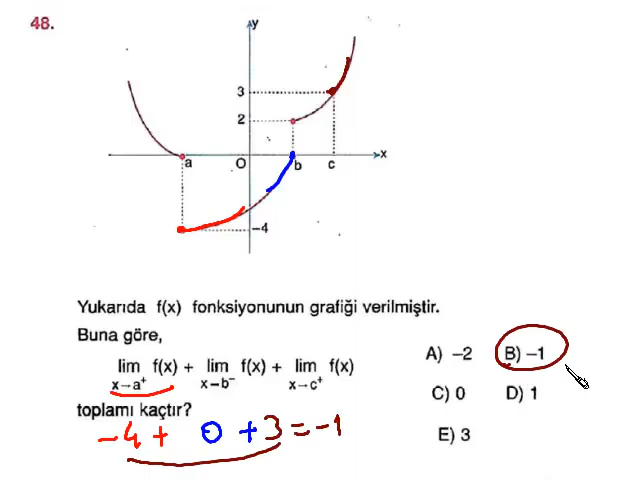 48.
y
3
2
a
O
b
c
x
-4
Yukarıda f(x) fonksiyonunun grafiği verilmiştir.
Buna göre,
lim f(x) + lim f(x) + lim f(x)
x→a⁺ x→b⁻ x→c⁺
toplamı kaçtır?
-4 + 0 + 3 = -1
A) -2 B) -1
C) 0 D) 1
E) 3